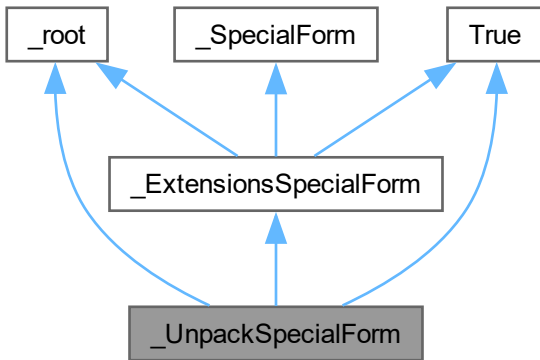 _root
_SpecialForm
True
_ExtensionsSpecialForm
_UnpackSpecialForm